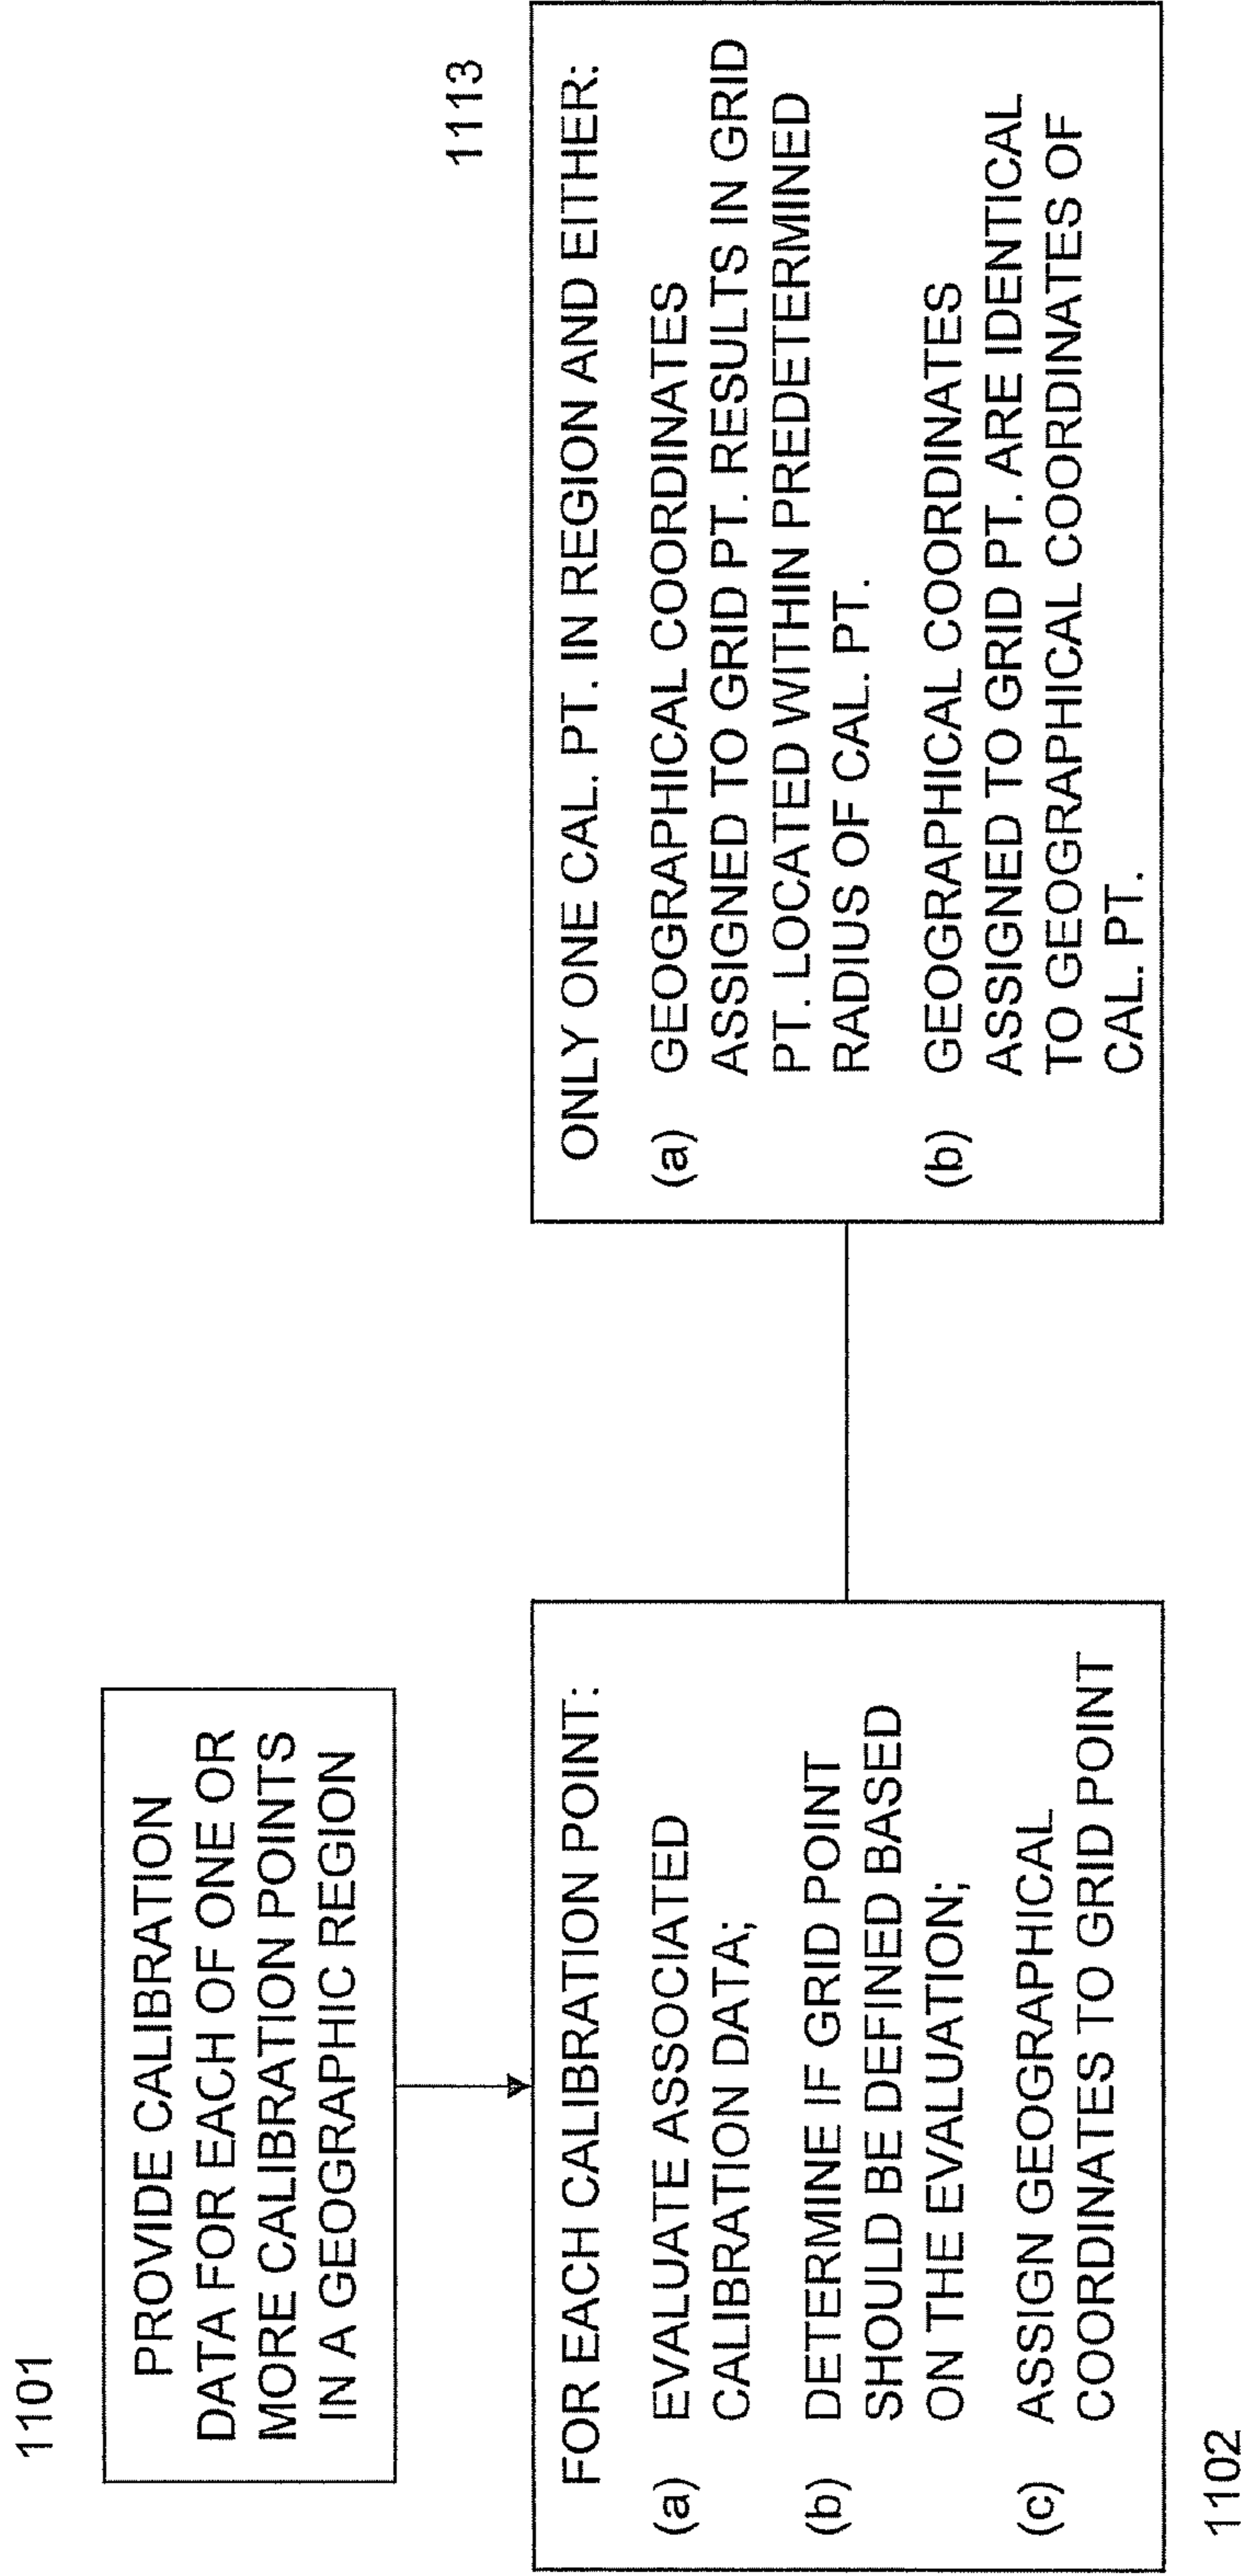 1101
PROVIDE CALIBRATION
DATA FOR EACH OF ONE OR
MORE CALIBRATION POINTS
IN A GEOGRAPHIC REGION
FOR EACH CALIBRATION POINT:
(a) EVALUATE ASSOCIATED
CALIBRATION DATA;
(b) DETERMINE IF GRID POINT
SHOULD BE DEFINED BASED
ON THE EVALUATION;
(c) ASSIGN GEOGRAPHICAL
COORDINATES TO GRID POINT
1102
1113
ONLY ONE CAL. PT. IN REGION AND EITHER:
(a) GEOGRAPHICAL COORDINATES
ASSIGNED TO GRID PT. RESULTS IN GRID
PT. LOCATED WITHIN PREDETERMINED
RADIUS OF CAL. PT.
(b) GEOGRAPHICAL COORDINATES
ASSIGNED TO GRID PT. ARE IDENTICAL
TO GEOGRAPHICAL COORDINATES OF
CAL. PT.